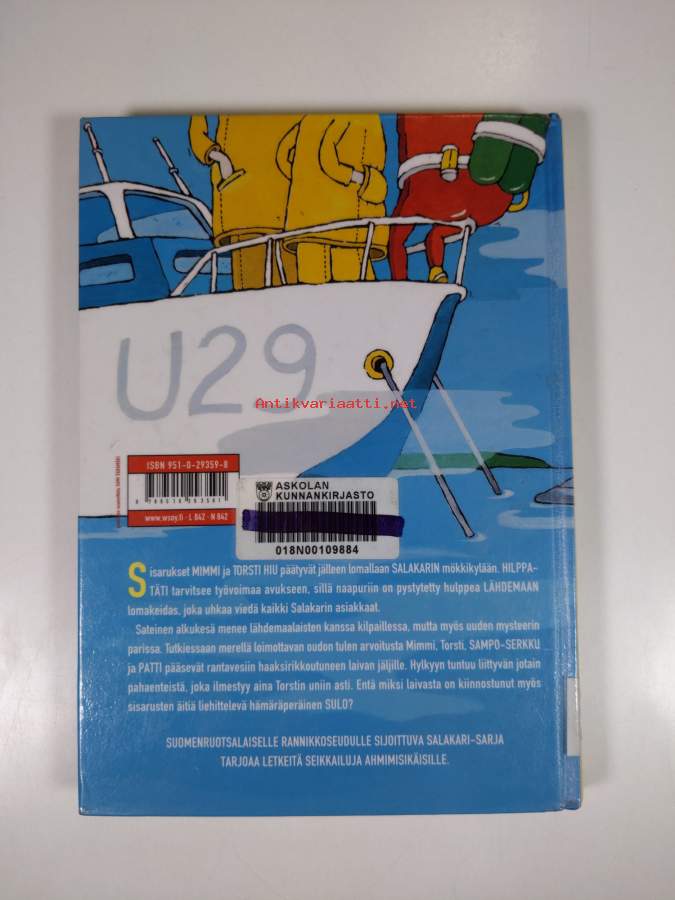 U29
Antikvariaatti.net
ISBN 951-0-29359-8
www.wsoy.fi • L 842 • N 842
ASKOLAN
KUNNANKIRJASTO
018N00109884
Sisarukset MIMMI ja TORSTI HIU päätyvät jälleen lomallaan SALAKARIN mökkikylään. HILPPA-
TÄTI tarvitsee työvoimaa avukseen, sillä naapuriin on pystytetty hulppea LÄHDEMAAN
lomakeidas, joka uhkaa viedä kaikki Salakarin asiakkaat.
Sateinen alkukesä menee lähdemaalaisten kanssa kilpaillessa, mutta myös uuden mysteerin
parissa. Tutkiessaan merellä loimottavan oudon tulen arvoitusta Mimmi, Torsti, SAMPO-SERKKU
ja PATTI pääsevät rantavesiin haaksirikkoutuneen laivan jäljille. Hylkyyn tuntuu liittyvän jotain
pahaenteistä, joka ilmestyy aina Torstin uniin asti. Entä miksi laivasta on kiinnostunut myös
sisarusten äitiä liehittelevä hämäräperäinen SULO?
SUOMENRUOTSALAISELLE RANNIKKOSEUDULLE SIJOITTUVA SALAKARI-SARJA
TARJOAA LETKEITÄ SEIKKAILUJA AHMIMISIKÄISILLE.